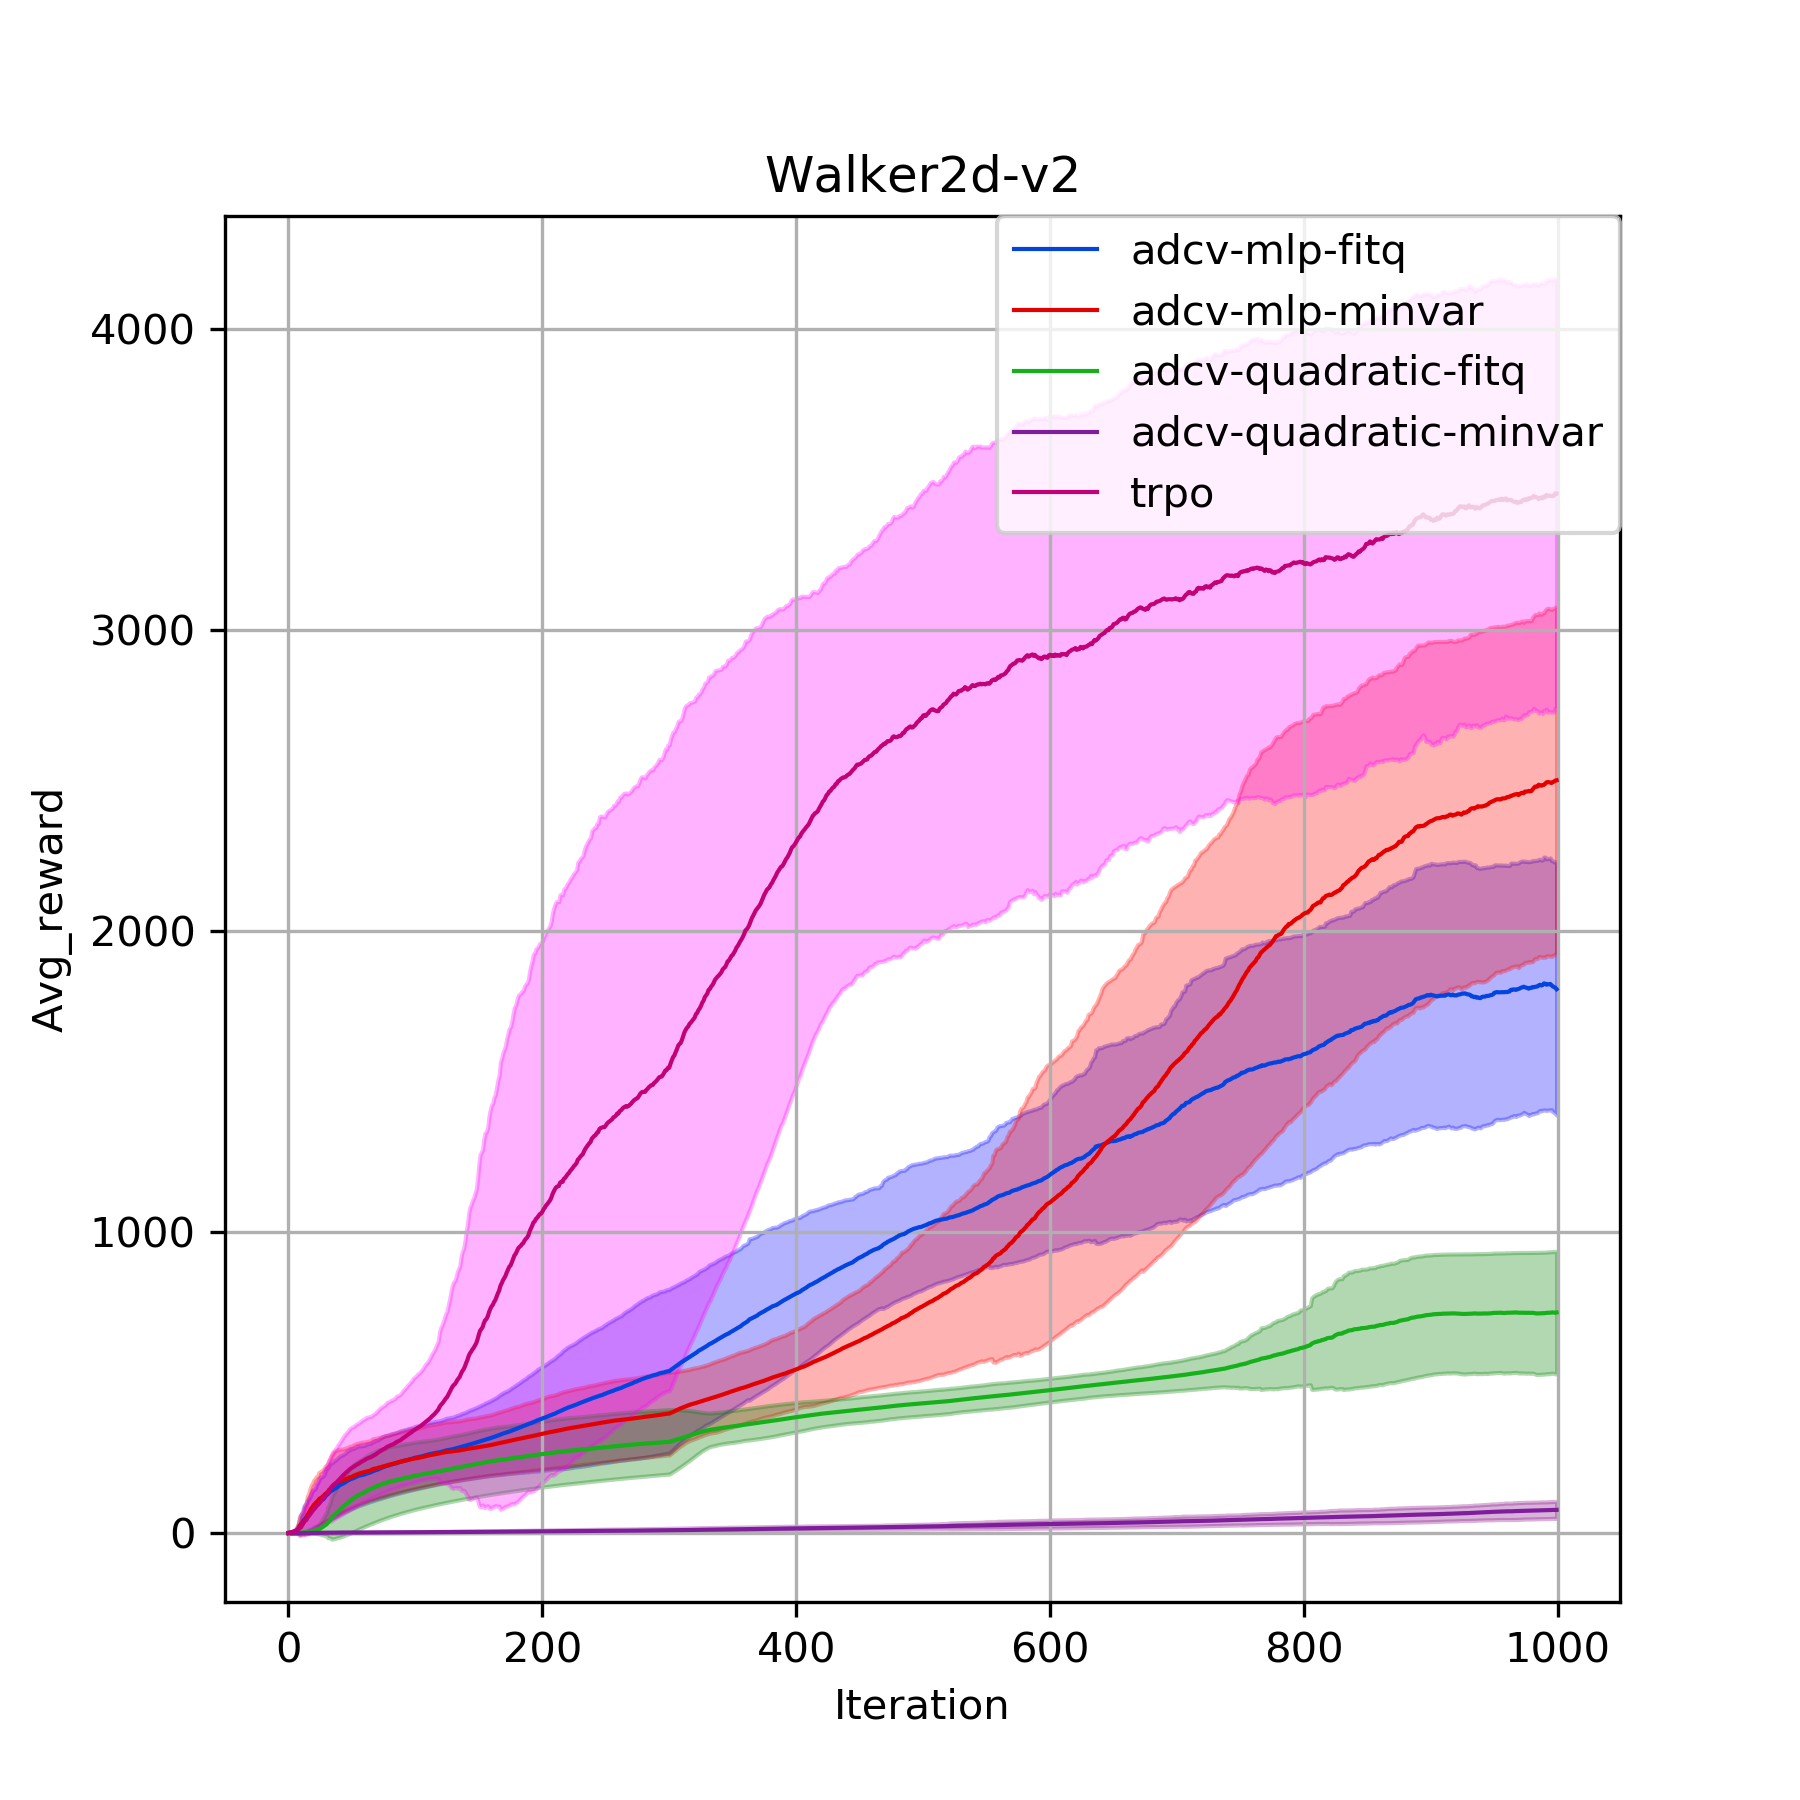 Walker2d-v2
adcv-mlp-fitq
adcv-mlp-minvar
adcv-quadratic-fitq
adcv-quadratic-minvar
trpo
Avg_reward
4000
3000
2000
1000
0
0 200 400 600 800 1000
Iteration